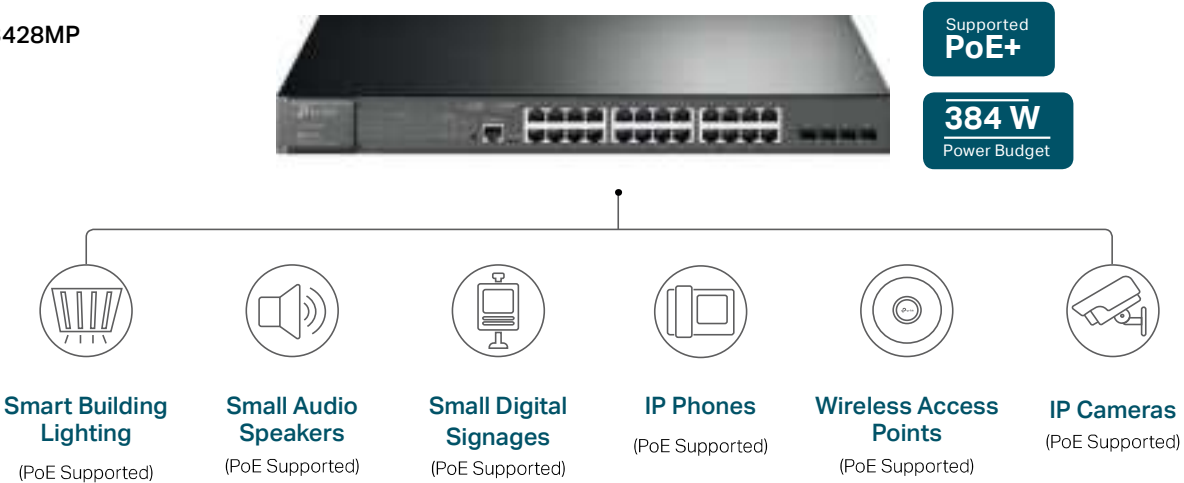 428MP
Supported
PoE+
384 W
Power Budget
Smart Building
Lighting
(PoE Supported)
Small Audio
Speakers
(PoE Supported)
Small Digital
Signages
(PoE Supported)
IP Phones
(PoE Supported)
Wireless Access
Points
(PoE Supported)
IP Cameras
(PoE Supported)